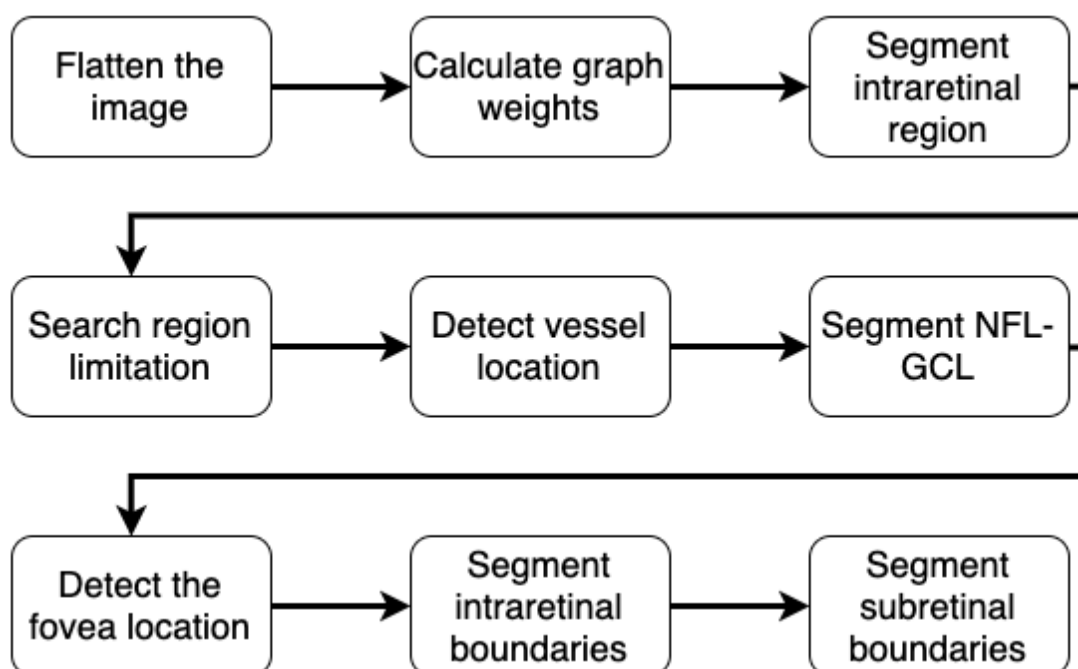 Flatten the
image
Calculate graph
weights
Segment
intraretinal
region
Search region
limitation
Detect vessel
location
Segment NFL-
GCL
Detect the
fovea location
Segment
intraretinal
boundaries
Segment
subretinal
boundaries